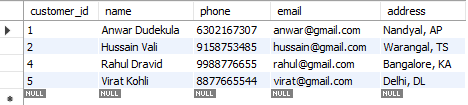 customer_id name phone email address
1 Anwar Dudekula 6302167307 anwar@gmail.com Nandyal, AP
2 Hussain Vali 9158753485 hussain@gmail.com Warangal, TS
4 Rahul Dravid 9988776655 rahul@gmail.com Bangalore, KA
5 Virat Kohli 8877665544 virat@gmail.com Delhi, DL
NULL NULL NULL NULL NULL